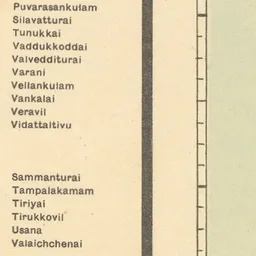 Puvarasankulam
Silavatturai
Tunukkai
Vaddukkoddai
Valvedditurai
Varani
Vellankulam
Vankalai
Veravil
Vidattaltivu
Sammanturai
Tampalakamam
Tiriyai
Tirukkovil
Usana
Valaichchenai